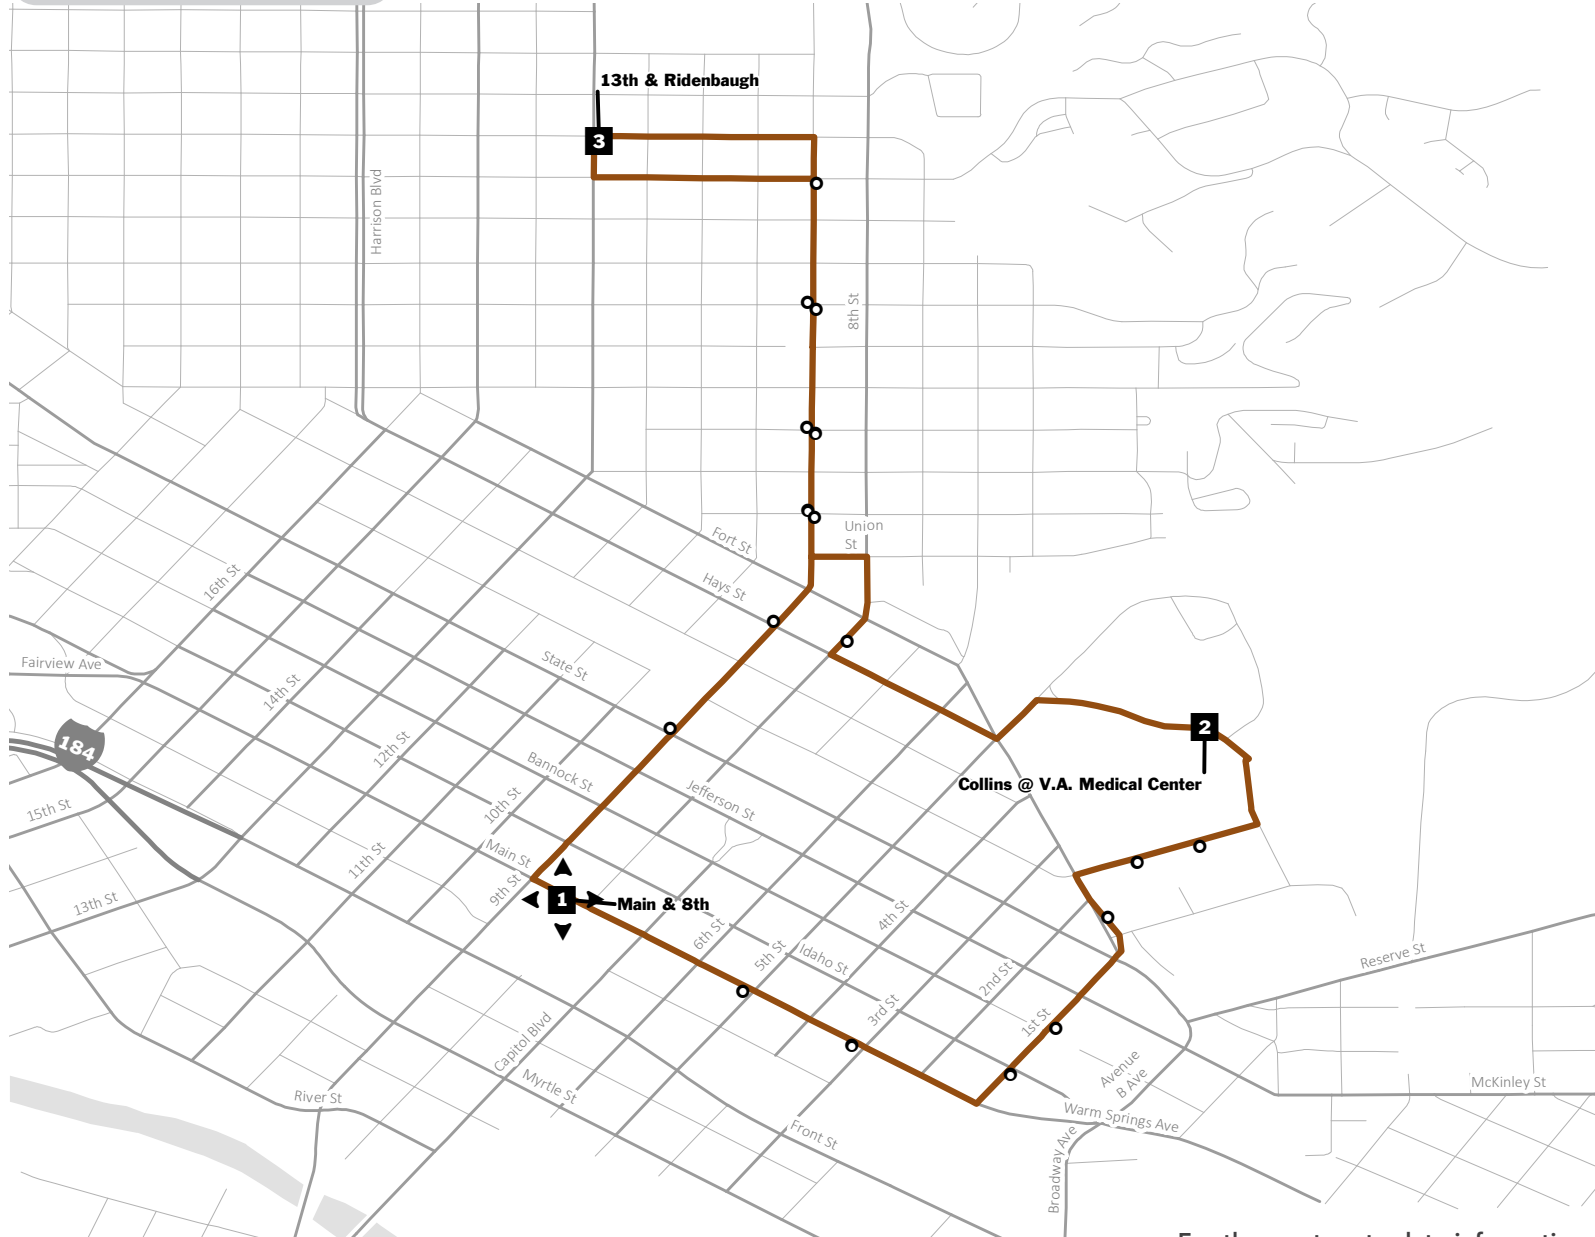 13th & Ridenbaugh
3
Harrison Blvd
8th St
Union
St
Fort St
Hays St
16th St
State St
Fairview Ave
14th St
2
184
12th St
Bannock St
Collins @ V.A. Medical Center
Jefferson St
10th St
15th St
Main St
11th St
9th St
13th St
1
Main & 8th
4th St
6th St
5th St
Idaho St
Reserve St
2nd St
3rd St
1st St
Capitol Blvd
Avenue
B Ave
Myrtle St
McKinley St
River St
Warm Springs Ave
Front St
Broadway Ave